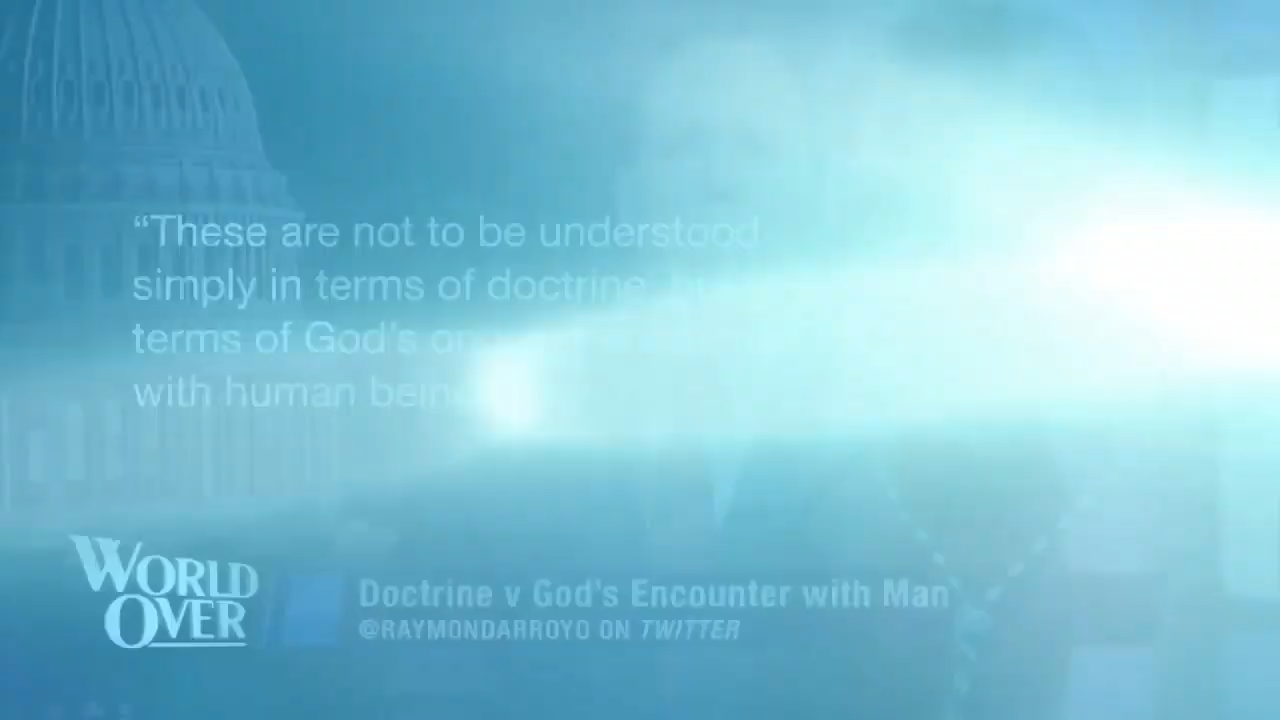 “These are not to be understood
simply in terms of doctrine,
terms of God's
with human
WORLD
OVER
Doctrine v God's Encounter with Man
@RAYMONDARROYO ON TWITTER